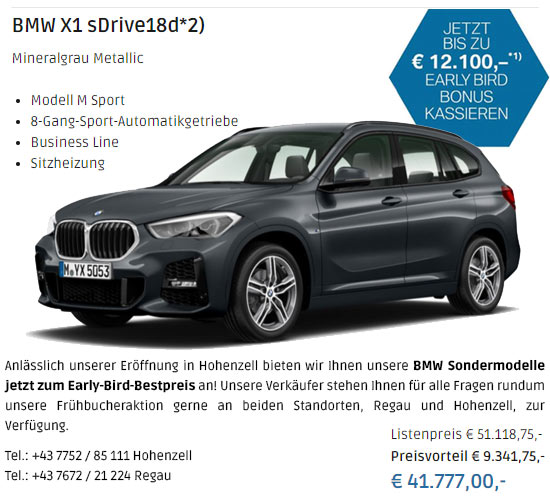 BMW X1 sDrive18d*2)
Mineralgrau Metallic
JETZT
BIS ZU
€ 12.100,–*1)
EARLY BIRD
BONUS
KASSIEREN
• Modell M Sport
• 8-Gang-Sport-Automatikgetriebe
• Business Line
• Sitzheizung
M YX 5053
Anlässlich unserer Eröffnung in Hohenzell bieten wir Ihnen unsere BMW Sondermodelle
jetzt zum Early-Bird-Bestpreis an! Unsere Verkäufer stehen Ihnen für alle Fragen rundum
unsere Frühbucheraktion gerne an beiden Standorten, Regau und Hohenzell, zur
Verfügung.
Listenpreis € 51.118,75,-
Preisvorteil € 9.341,75,-
€ 41.777,00,-
Tel.: +43 7752 / 85 111 Hohenzell
Tel.: +43 7672 / 21 224 Regau